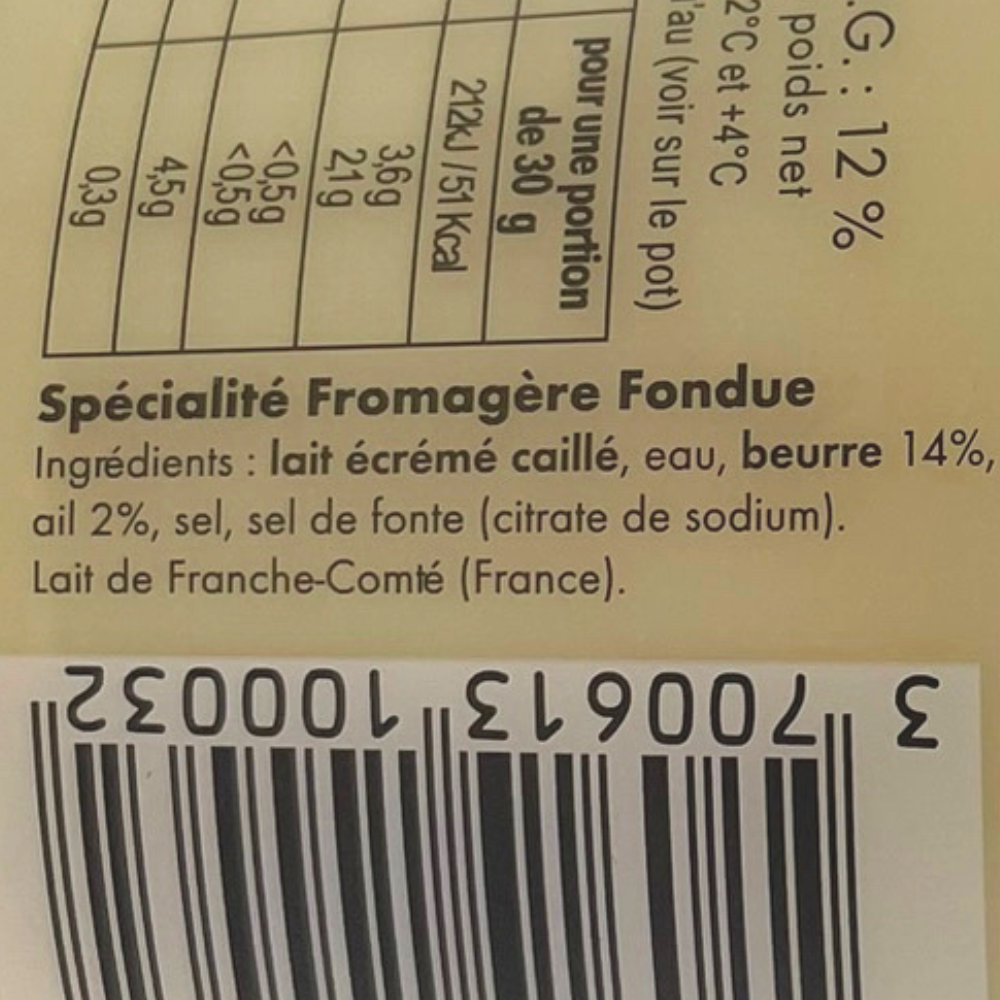 .G. : 12 %
poids net
2°C et +4°C
'au (voir sur le pot)
pour une portion
de 30 g
212kJ / 51 Kcal
3,6g
2,1g
<0,5g
<0,5g
4,5g
0,3g
Spécialité Fromagère Fondue
Ingrédients : lait écrémé caillé, eau, beurre 14%,
ail 2%, sel, sel de fonte (citrate de sodium).
Lait de Franche-Comté (France).
3 700613 100032